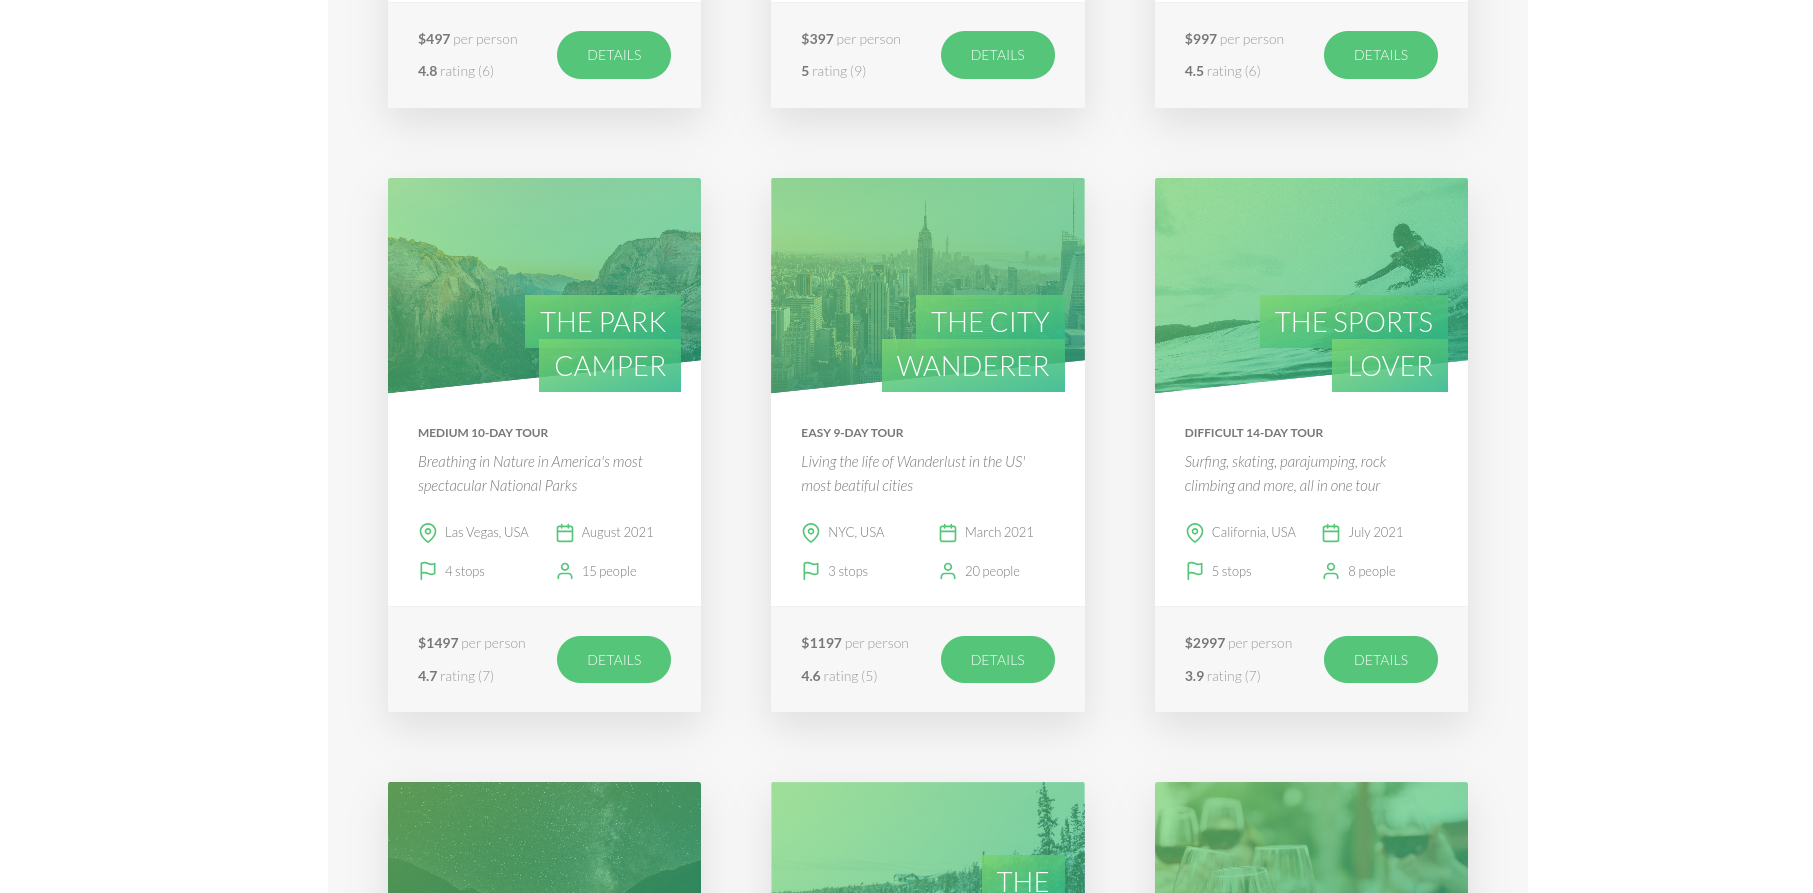 $497 per person
4.8 rating (6)
DETAILS
$397 per person
5 rating (9)
DETAILS
$997 per person
4.5 rating (6)
DETAILS
THE PARK
CAMPER
MEDIUM 10-DAY TOUR
Breathing in Nature in America's most
spectacular National Parks
Las Vegas, USA
August 2021
4 stops
15 people
$1497 per person
4.7 rating (7)
DETAILS
THE CITY
WANDERER
EASY 9-DAY TOUR
Living the life of Wanderlust in the US'
most beatiful cities
NYC, USA
March 2021
3 stops
20 people
$1197 per person
4.6 rating (5)
DETAILS
THE SPORTS
LOVER
DIFFICULT 14-DAY TOUR
Surfing, skating, parajumping, rock
climbing and more, all in one tour
California, USA
July 2021
5 stops
8 people
$2997 per person
3.9 rating (7)
DETAILS
THE